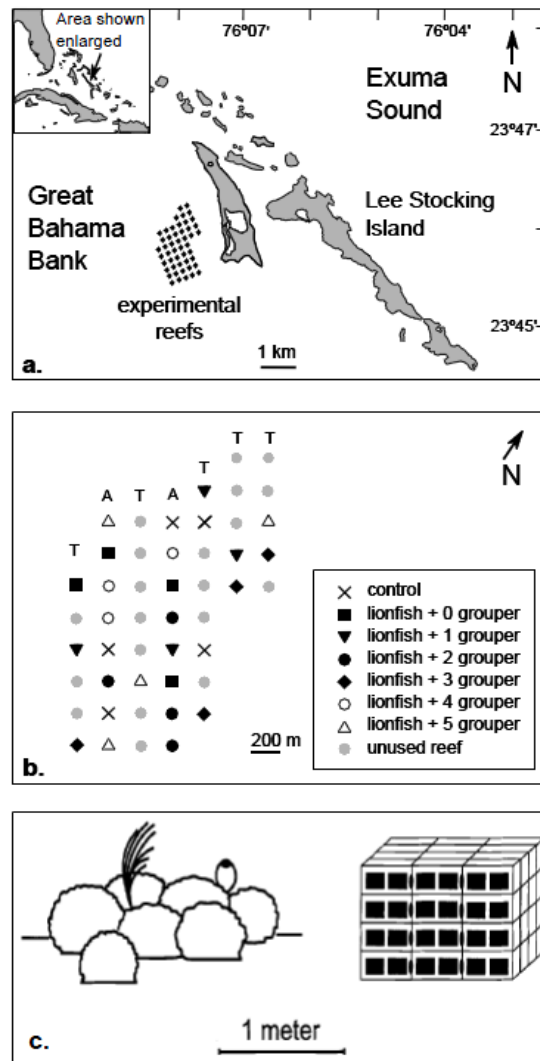 Area shown
enlarged
76º07'
76º04'
N
Exuma
Sound
23º47'
Great
Bahama
Bank
Lee Stocking
Island
experimental
reefs
23º45'
1 km
a.
T T
N
T
A T A
T
control
lionfish + 0 grouper
lionfish + 1 grouper
lionfish + 2 grouper
lionfish + 3 grouper
lionfish + 4 grouper
lionfish + 5 grouper
unused reef
200 m
b.
1 meter
c.